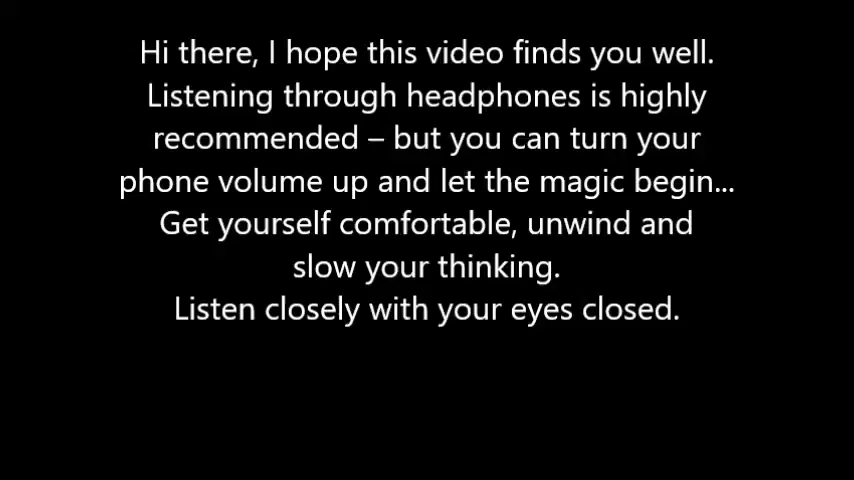 Hi there, I hope this video finds you well.
Listening through headphones is highly
recommended – but you can turn your
phone volume up and let the magic begin...
Get yourself comfortable, unwind and
slow your thinking.
Listen closely with your eyes closed.